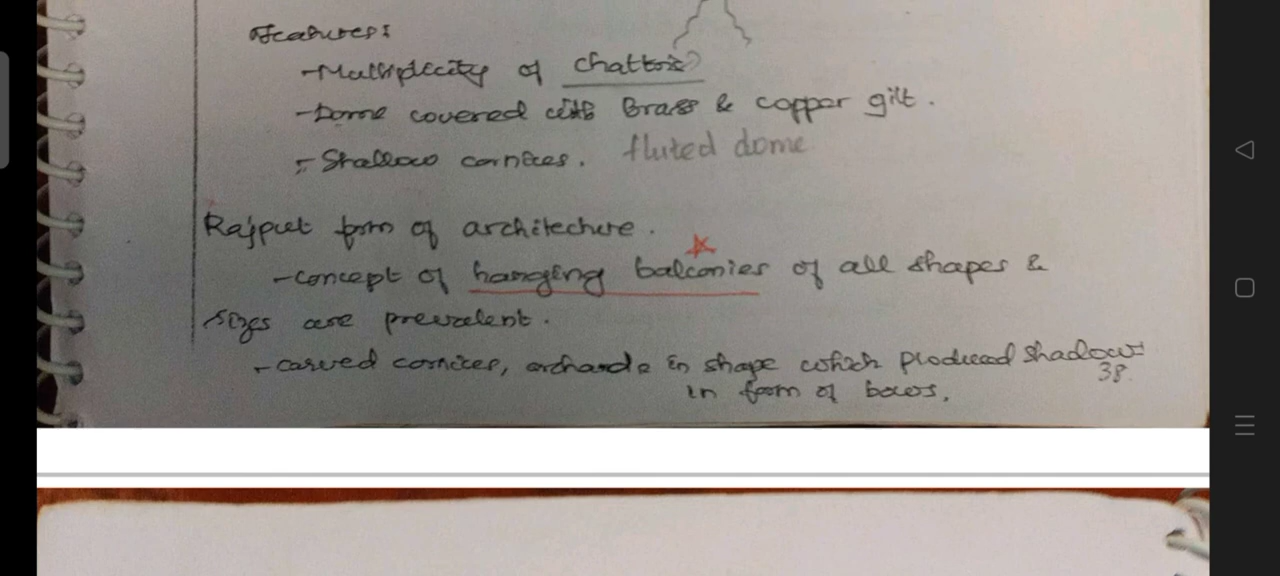 Features:
-Multiplicity of chattris
-Dome covered with Brass & copper gilt.
- Shallow cornices. fluted dome
Rajput form of architecture.
-concept of hanging balconies of all shapes &
sizes are prevalent.
-carved cornices, in shape which produced shadow
38.
in form of bows.